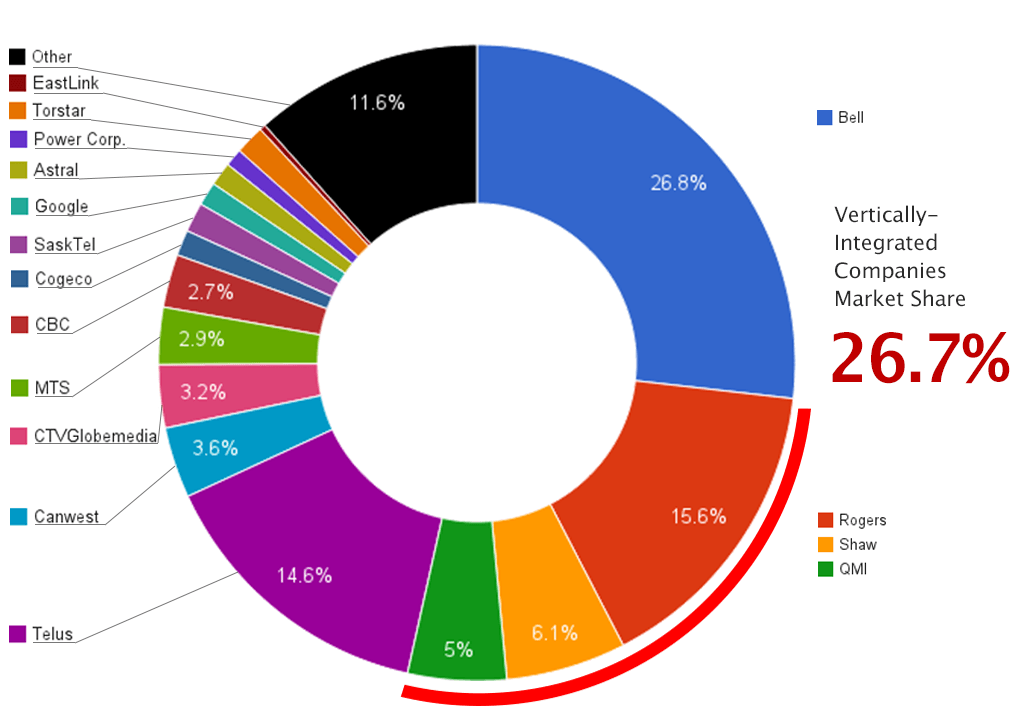 Other
EastLink
Torstar
Power Corp.
Astral
Google
SaskTel
Cogeco
CBC
MTS
CTVGlobemedia
Canwest
Telus
11.6%
26.8%
2.7%
2.9%
3.2%
3.6%
14.6%
5%
6.1%
15.6%
Bell
Vertically-
Integrated
Companies
Market Share
26.7%
Rogers
Shaw
QMI